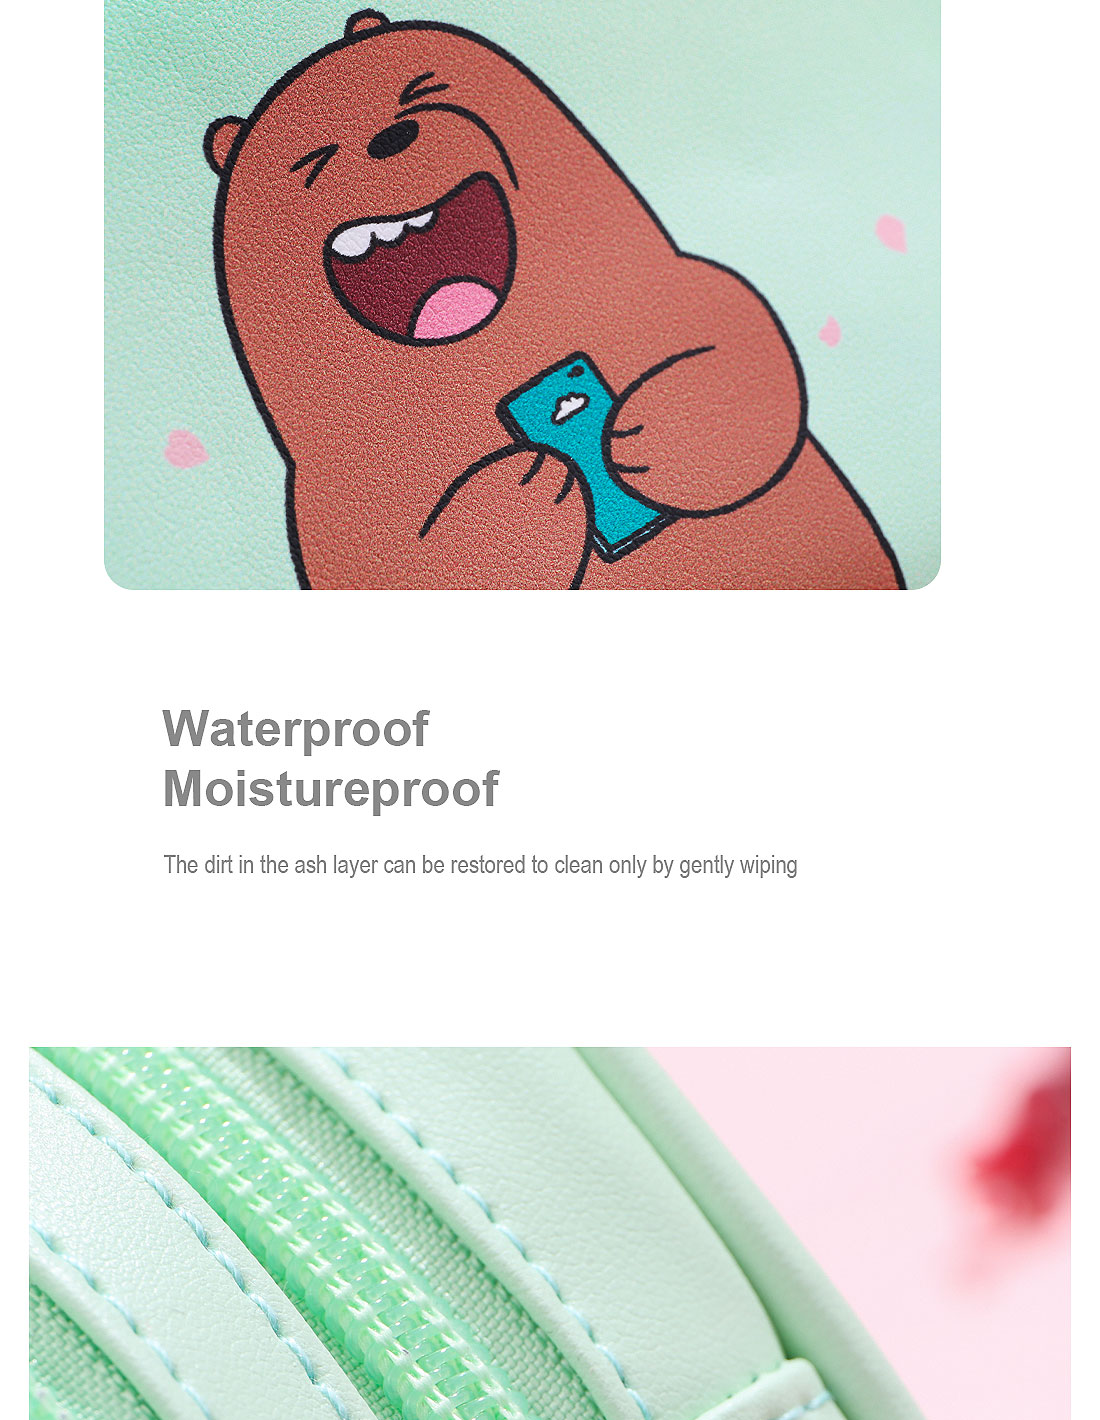 Waterproof
Moistureproof
The dirt in the ash layer can be restored to clean only by gently wiping